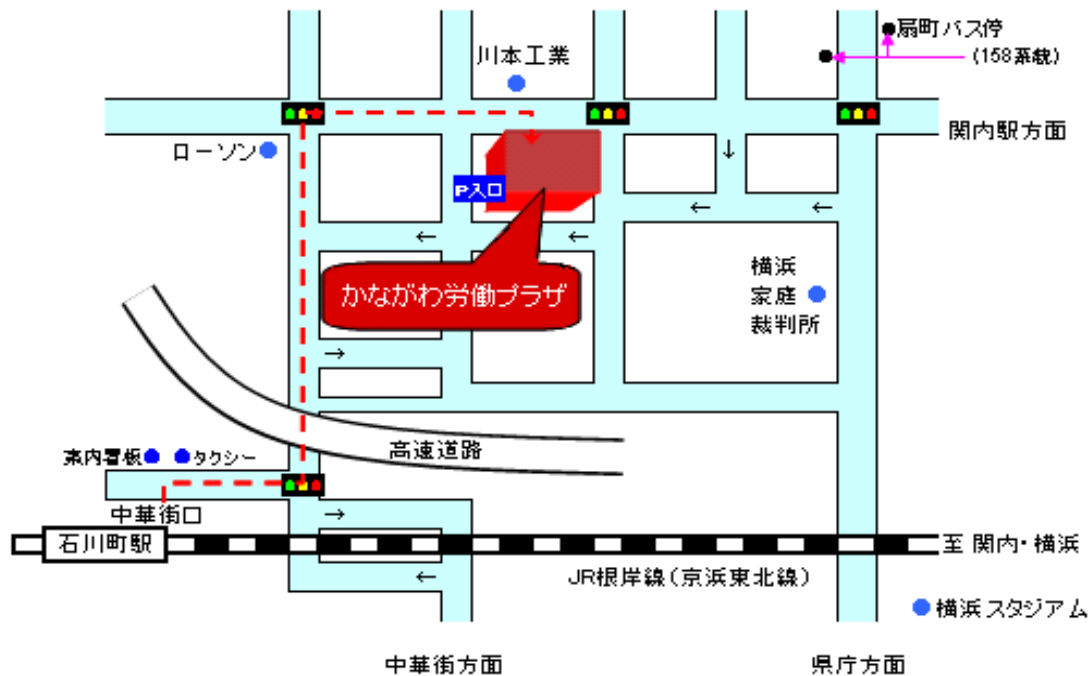 扇町バス停
(158系統)
川本工業
関内駅方面
ローソン
P入口
かながわ労働プラザ
横浜
家庭
裁判所
高速道路
案内看板
タクシー
中華街口
石川町駅
至 関内・横浜
JR根岸線(京浜東北線)
横浜スタジアム
中華街方面
県庁方面